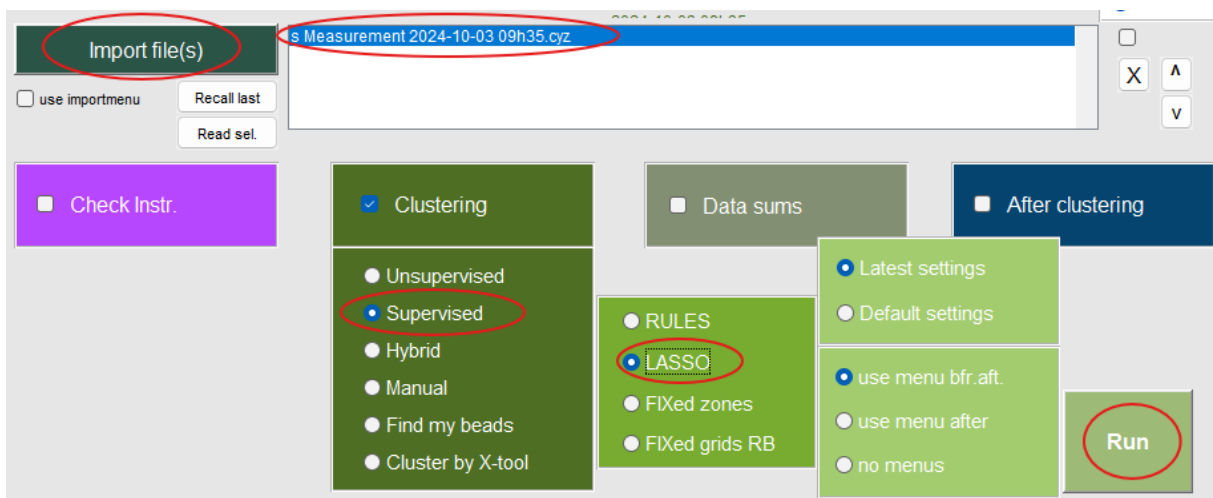 Import file(s)
s Measurement 2024-10-03 09h35.cyz
X
^
v
use importmenu
Recall last
Read sel.
Check Instr.
Clustering
Data sums
After clustering
Unsupervised
Supervised
Hybrid
Manual
Find my beads
Cluster by X-tool
RULES
LASSO
FIXed zones
FIXed grids RB
Latest settings
Default settings
use menu bfr.aft.
use menu after
no menus
Run